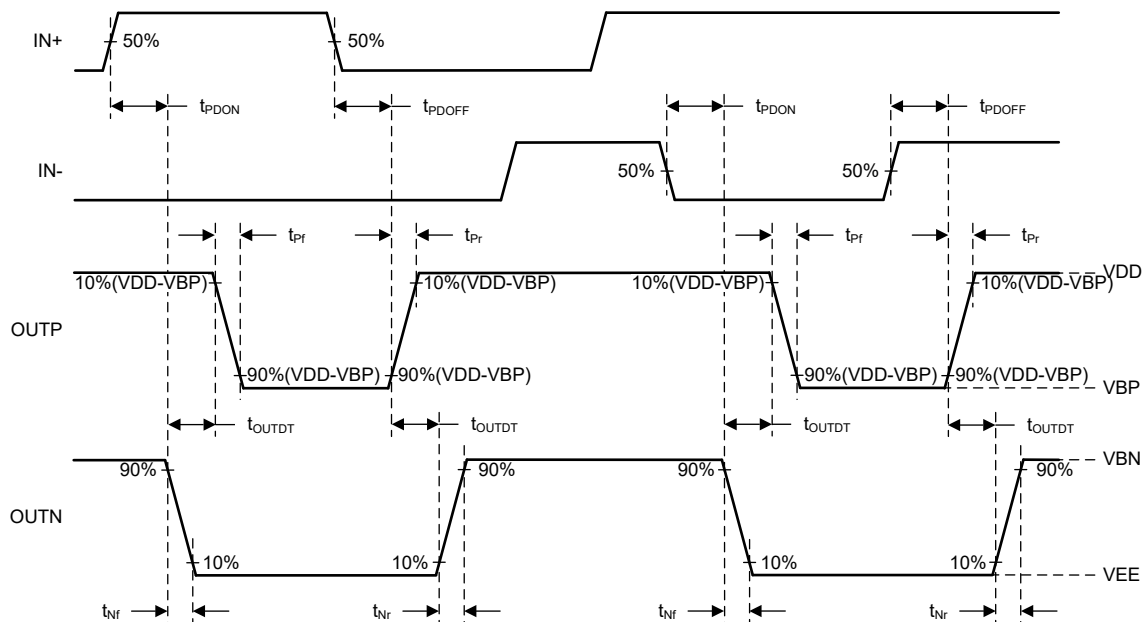 IN+
50%
50%
tPDON
tPDOFF
tPDON
tPDOFF
IN-
50%
50%
tPf
tPr
tPf
tPr
VDD
10%(VDD-VBP)
10%(VDD-VBP)
10%(VDD-VBP)
10%(VDD-VBP)
OUTP
90%(VDD-VBP)
90%(VDD-VBP)
90%(VDD-VBP)
90%(VDD-VBP)
VBP
tOUTDT
tOUTDT
tOUTDT
tOUTDT
VBN
90%
90%
90%
90%
OUTN
10%
10%
10%
10%
VEE
tNf
tNr
tNf
tNr